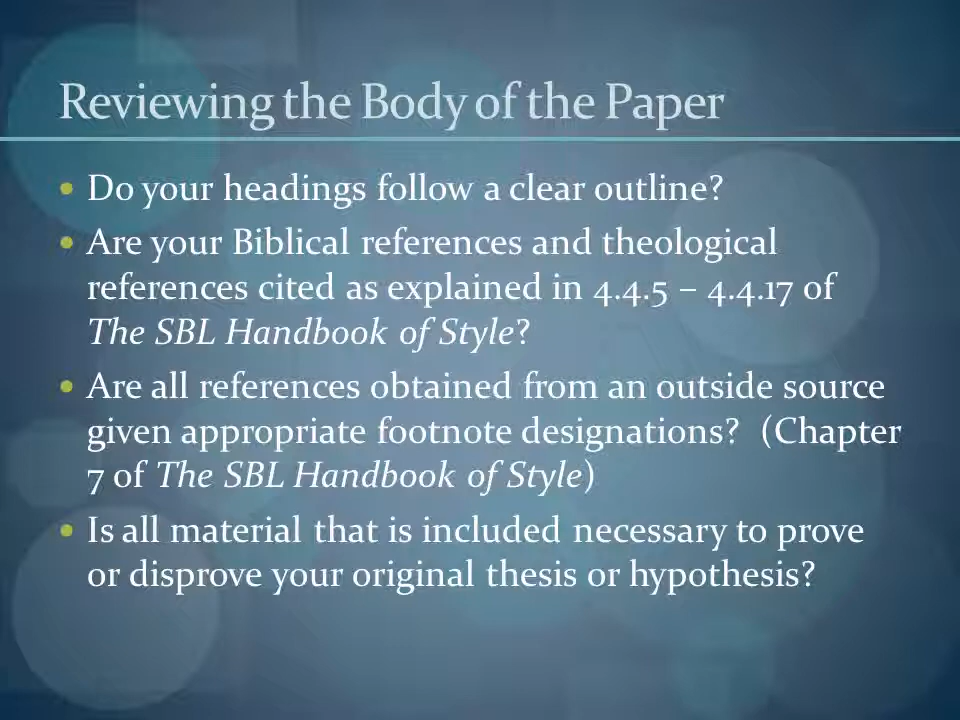 Reviewing the Body of the Paper
• Do your headings follow a clear outline?
• Are your Biblical references and theological
references cited as explained in 4.4.5 – 4.4.17 of
The SBL Handbook of Style?
• Are all references obtained from an outside source
given appropriate footnote designations? (Chapter
7 of The SBL Handbook of Style)
• Is all material that is included necessary to prove
or disprove your original thesis or hypothesis?